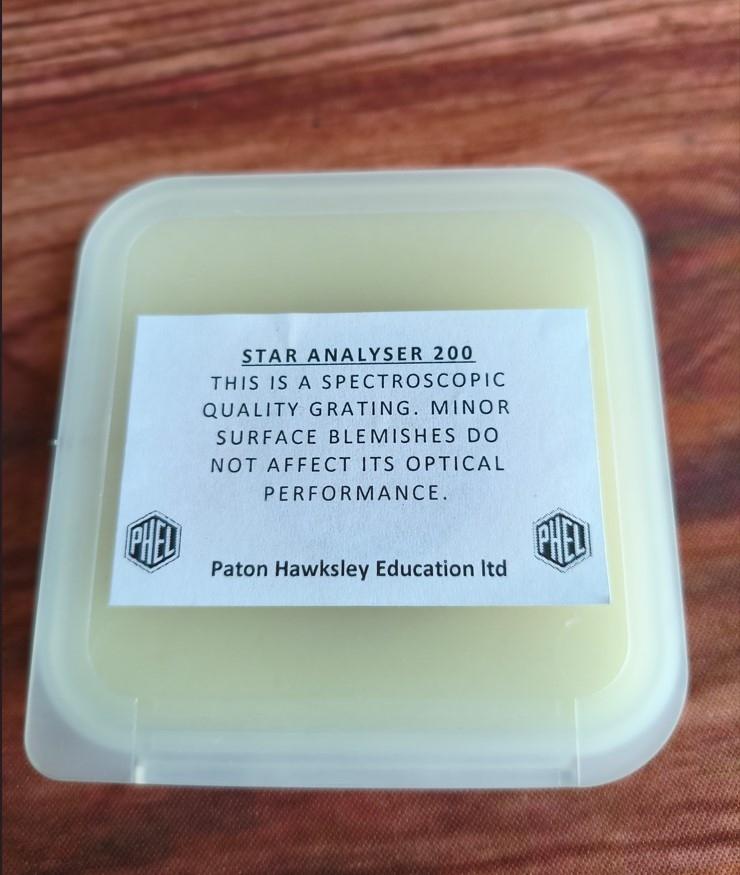 STAR ANALYSER 200
THIS IS A SPECTROSCOPIC
QUALITY GRATING. MINOR
SURFACE BLEMISHES DO
NOT AFFECT ITS OPTICAL
PERFORMANCE.
PHEL PHEL
Paton Hawksley Education ltd